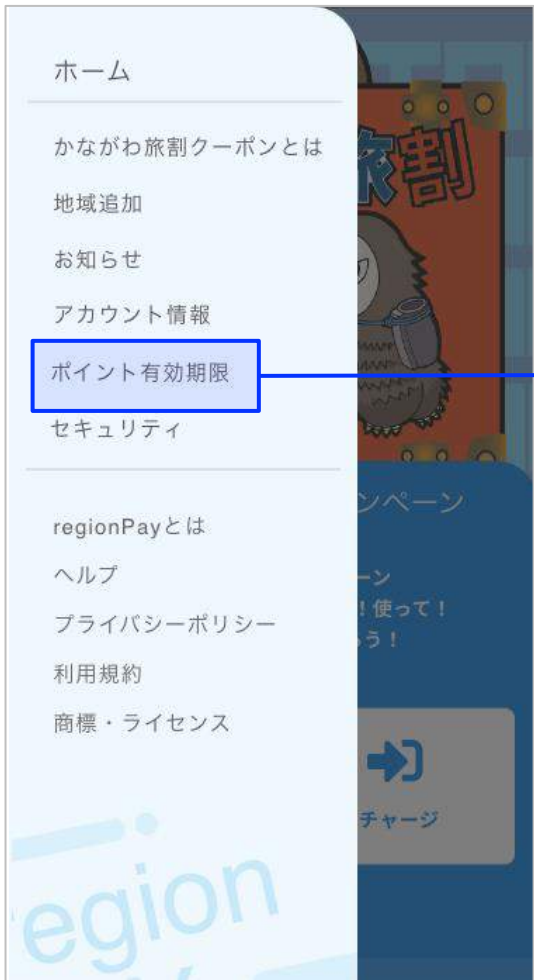 ホーム
かながわ旅割クーポンとは
地域追加
お知らせ
アカウント情報
ポイント有効期限
セキュリティ
regionPayとは
ヘルプ
プライバシーポリシー
利用規約
商標・ライセンス
region
旅割
ンペーン
ーン
！使って！
う！
チャージ